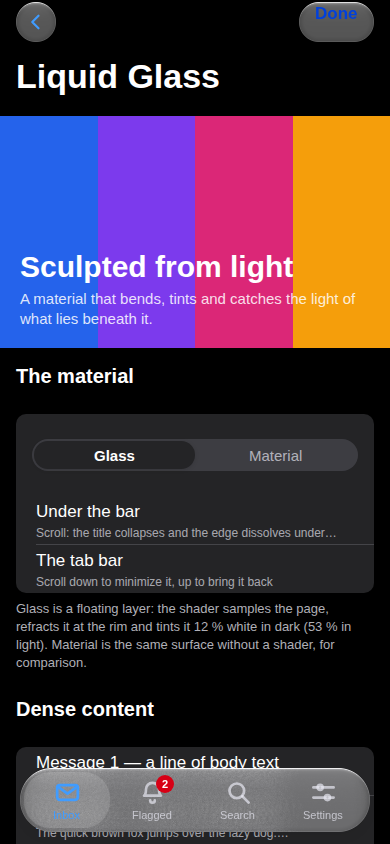 Done
Liquid Glass
Sculpted from light
A material that bends, tints and catches the light of
what lies beneath it.
The material
Glass
Material
Under the bar
Scroll: the title collapses and the edge dissolves under…
The tab bar
Scroll down to minimize it, up to bring it back
Glass is a floating layer: the shader samples the page,
refracts it at the rim and tints it 12 % white in dark (53 % in
light). Material is the same surface without a shader, for
comparison.
Dense content
Message 1 — a line of body text
2
Flagged
Search
Settings
The quick brown fox jumps over the lazy dog.…